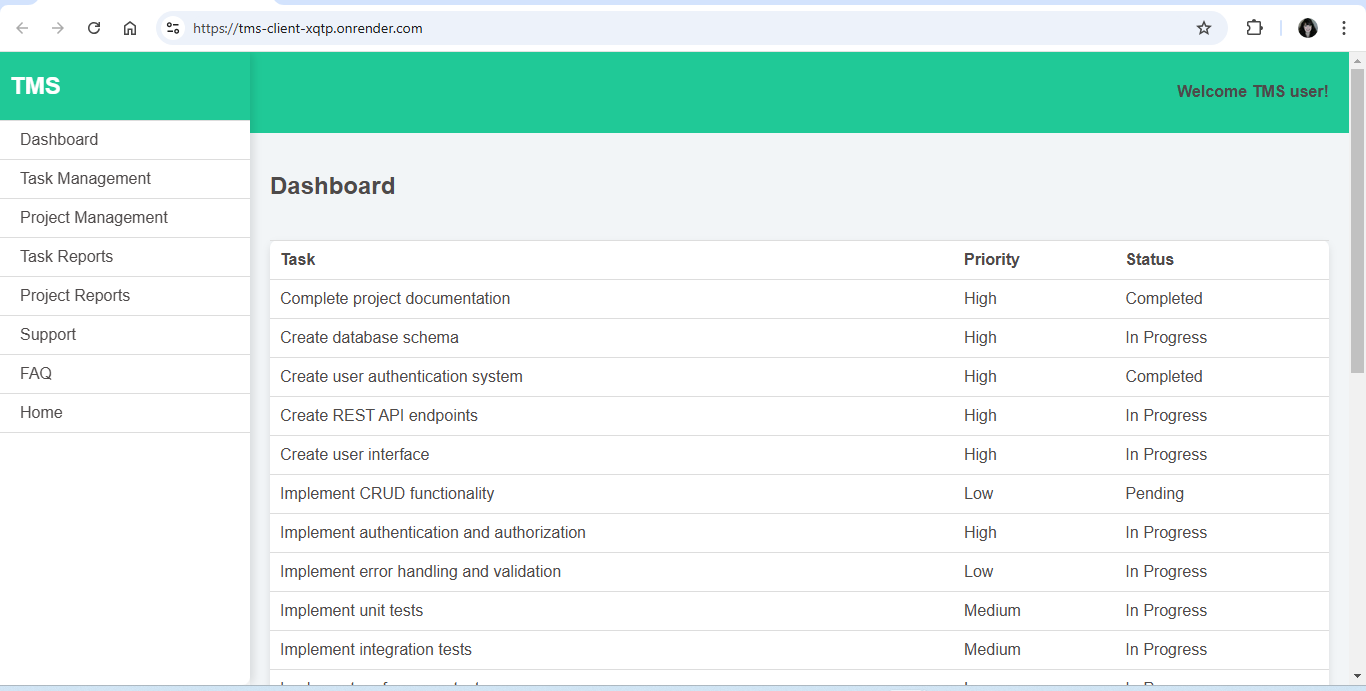 https://tms-client-xqtp.onrender.com
TMS
Welcome TMS user!
Dashboard
Task Management
Project Management
Task Reports
Project Reports
Support
FAQ
Home
Dashboard
Task Priority Status
Complete project documentation High Completed
Create database schema High In Progress
Create user authentication system High Completed
Create REST API endpoints High In Progress
Create user interface High In Progress
Implement CRUD functionality Low Pending
Implement authentication and authorization High In Progress
Implement error handling and validation Low In Progress
Implement unit tests Medium In Progress
Implement integration tests Medium In Progress